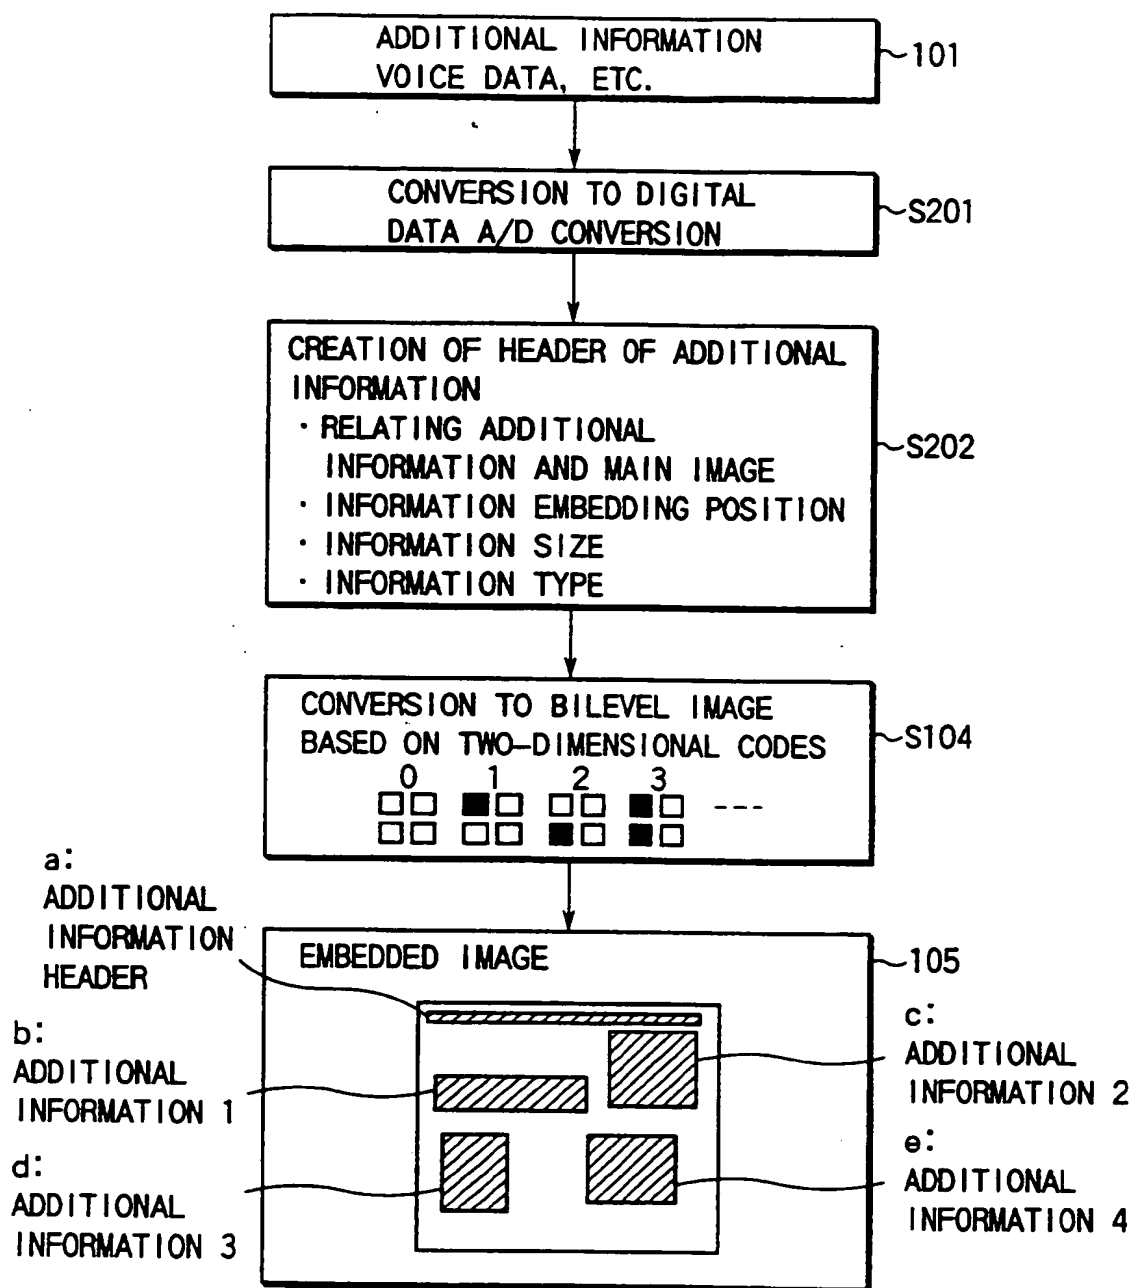 ADDITIONAL INFORMATION
VOICE DATA, ETC.
101
CONVERSION TO DIGITAL
DATA A/D CONVERSION
S201
CREATION OF HEADER OF ADDITIONAL
INFORMATION
· RELATING ADDITIONAL
INFORMATION AND MAIN IMAGE
· INFORMATION EMBEDDING POSITION
· INFORMATION SIZE
· INFORMATION TYPE
S202
CONVERSION TO BILEVEL IMAGE
BASED ON TWO-DIMENSIONAL CODES
0 1 2 3
---
S104
a:
ADDITIONAL
INFORMATION
HEADER
EMBEDDED IMAGE
105
b:
ADDITIONAL
INFORMATION 1
c:
ADDITIONAL
INFORMATION 2
d:
ADDITIONAL
INFORMATION 3
e:
ADDITIONAL
INFORMATION 4